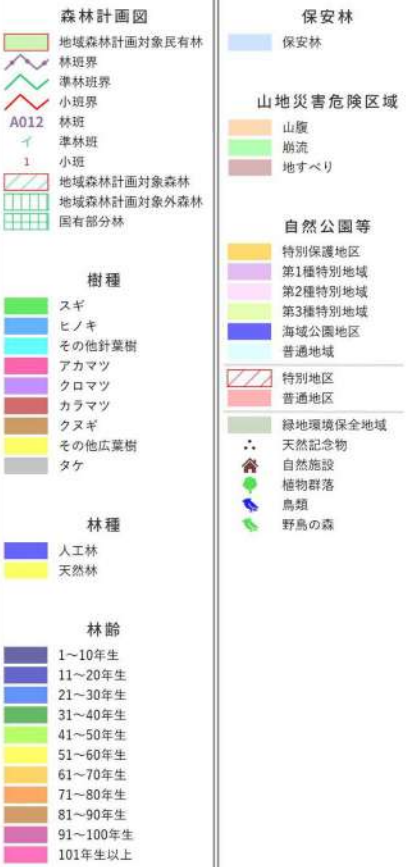 森林計画図
地域森林計画対象民有林
林班界
準林班界
小班界
A012 林班
イ 準林班
1 小班
地域森林計画対象森林
地域森林計画対象外森林
国有部分林
樹種
スギ
ヒノキ
その他針葉樹
アカマツ
クロマツ
カラマツ
クヌギ
その他広葉樹
タケ
林種
人工林
天然林
林齢
1〜10年生
11〜20年生
21〜30年生
31〜40年生
41〜50年生
51〜60年生
61〜70年生
71〜80年生
81〜90年生
91〜100年生
101年生以上
保安林
保安林
山地災害危険区域
山腹
崩流
地すべり
自然公園等
特別保護地区
第1種特別地域
第2種特別地域
第3種特別地域
海域公園地区
普通地域
特別地区
普通地区
緑地環境保全地域
天然記念物
自然施設
植物群落
鳥類
野鳥の森